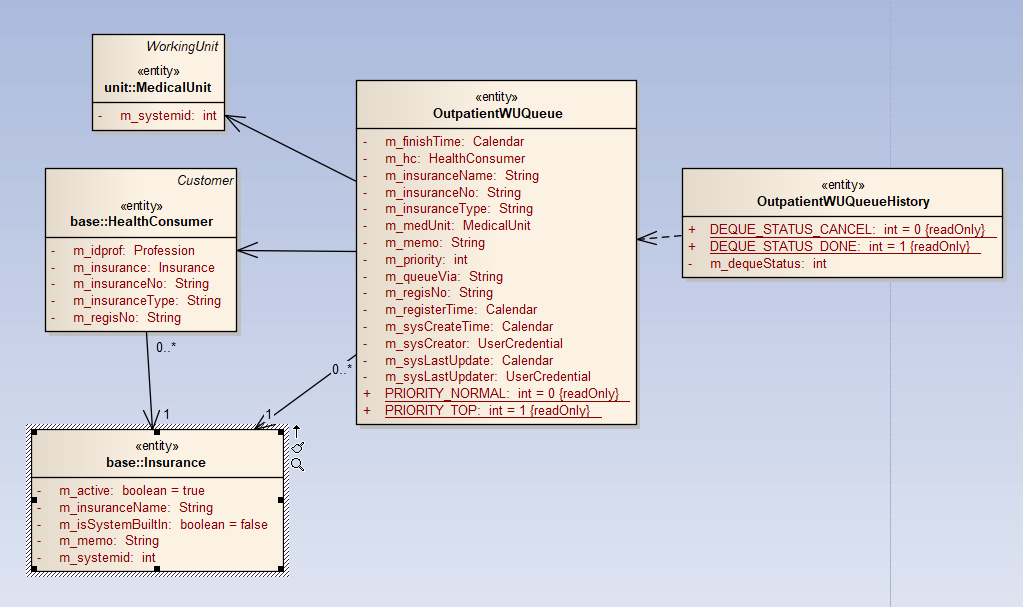 WorkingUnit
«entity»
unit::MedicalUnit
- m_systemid: int
Customer
«entity»
base::HealthConsumer
- m_idprof: Profession
- m_insurance: Insurance
- m_insuranceNo: String
- m_insuranceType: String
- m_regisNo: String
«entity»
OutpatientWUQueue
- m_finishTime: Calendar
- m_hc: HealthConsumer
- m_insuranceName: String
- m_insuranceNo: String
- m_insuranceType: String
- m_medUnit: MedicalUnit
- m_memo: String
- m_priority: int
- m_queueVia: String
- m_regisNo: String
- m_registerTime: Calendar
- m_sysCreateTime: Calendar
- m_sysCreator: UserCredential
- m_sysLastUpdate: Calendar
- m_sysLastUpdater: UserCredential
+ PRIORITY_NORMAL: int = 0 {readOnly}
+ PRIORITY_TOP: int = 1 {readOnly}
«entity»
OutpatientWUQueueHistory
+ DEQUE_STATUS_CANCEL: int = 0 {readOnly}
+ DEQUE_STATUS_DONE: int = 1 {readOnly}
- m_dequeStatus: int
0..*
0..*
1
1
«entity»
base::Insurance
- m_active: boolean = true
- m_insuranceName: String
- m_isSystemBuiltIn: boolean = false
- m_memo: String
- m_systemid: int